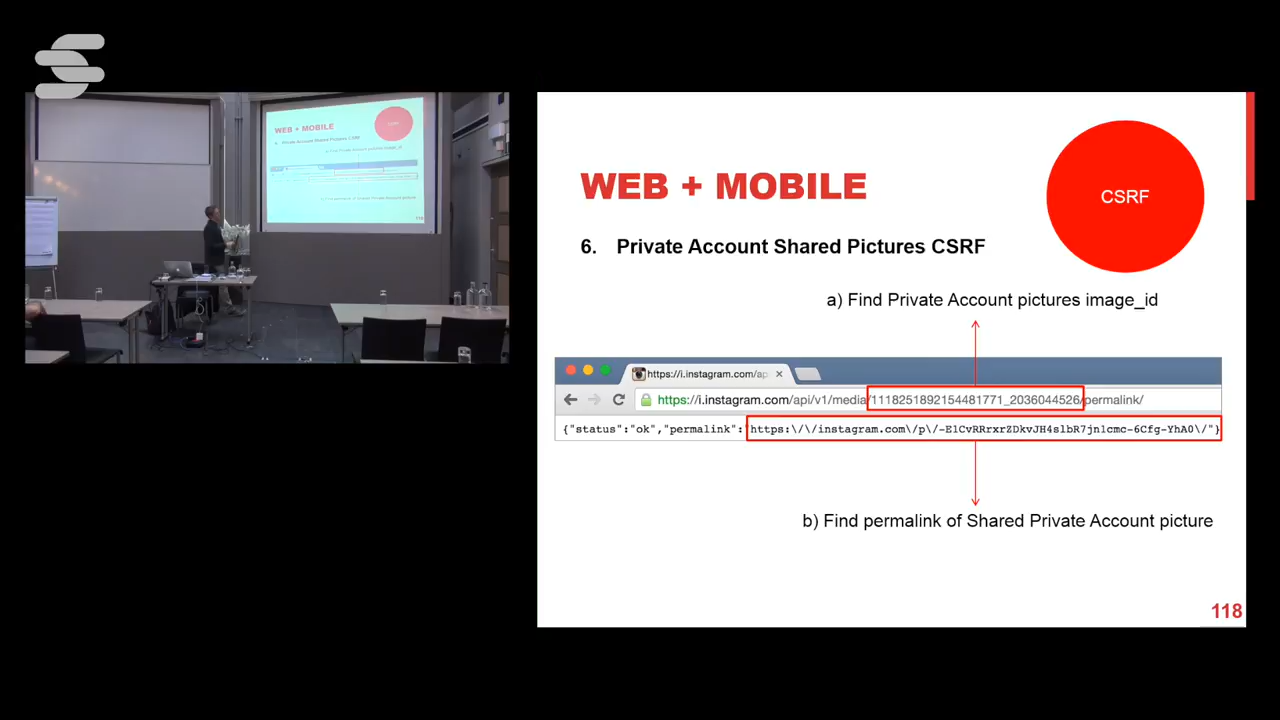 WEB + MOBILE
CSRF
6. Private Account Shared Pictures CSRF
a) Find Private Account pictures image_id
https://i.instagram.com/ap
https://i.instagram.com/api/v1/media/1118251892154481771_2036044526/permalink/
{"status":"ok","permalink":"https:\/\/instagram.com\/p\/-E1CvRRrxrZDkvJH4slbR7jn1cmc-6Cfg-YhA0\/"}
b) Find permalink of Shared Private Account picture
118
WEB + MOBILE